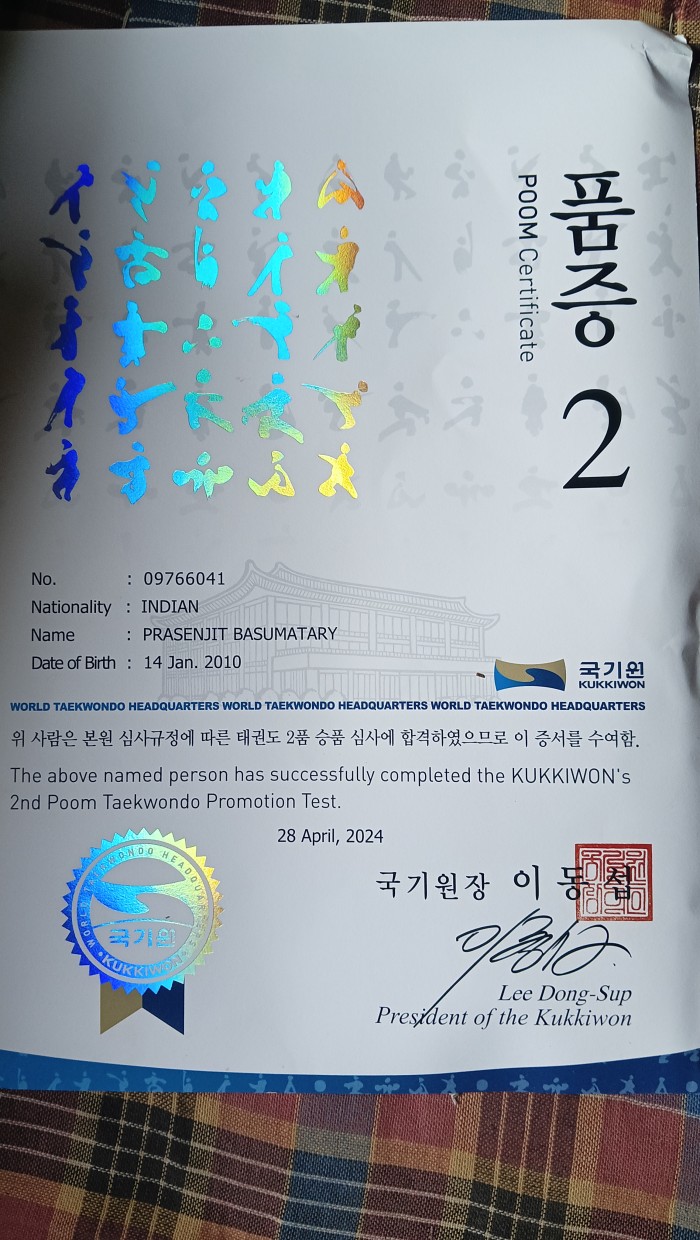 품증 2
POOM Certificate
No. : 09766041
Nationality : INDIAN
Name : PRASENJIT BASUMATARY
Date of Birth : 14 Jan. 2010
국기원
KUKKIWON
WORLD TAEKWONDO HEADQUARTERS WORLD TAEKWONDO HEADQUARTERS WORLD TAEKWONDO HEADQUARTERS
위 사람은 본원 심사규정에 따른 태권도 2품 승품 심사에 합격하였으므로 이 증서를 수여함.
The above named person has successfully completed the KUKKIWON's
2nd Poom Taekwondo Promotion Test.
28 April, 2024
WORLD TAEKWONDO HEADQUARTERS
국기원
KUKKIWON
국기원장 이동섭
Lee Dong-Sup
President of the Kukkiwon